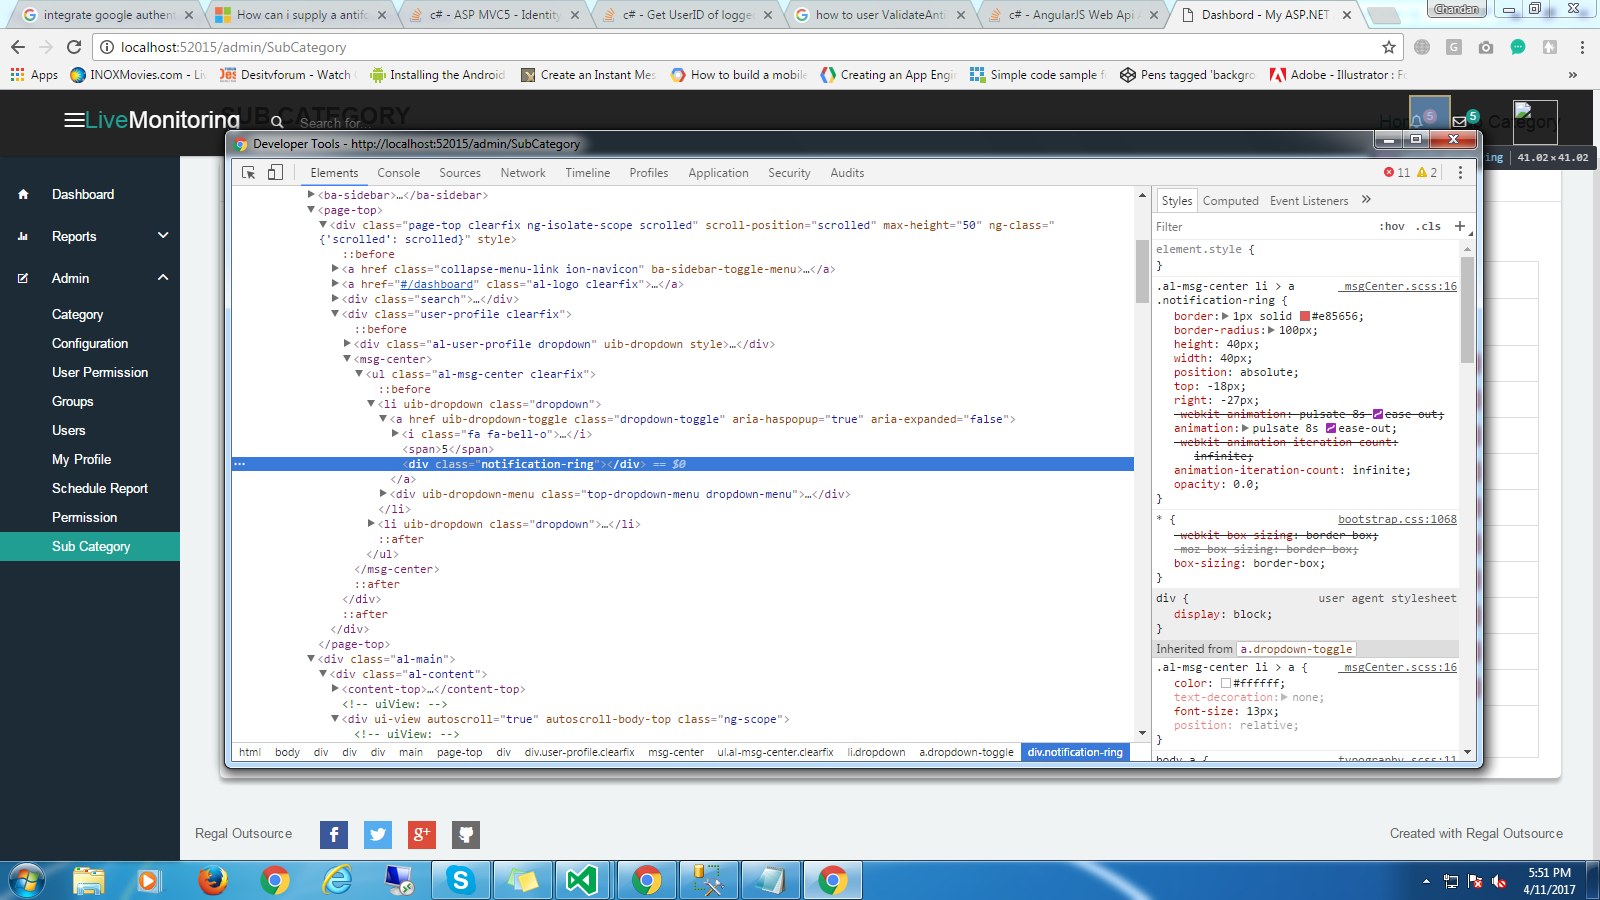 integrate google authent
How can i supply a antifo
c# - ASP MVC5 - Identity
c# - Get UserID of logge
how to user ValidateAnti
c# - AngularJS Web Api
Dashbord - My ASP.NET
Chandan
localhost:52015/admin/SubCategory
Apps
INOXMovies.com - Liv
Desitvforum - Watch
Installing the Android
Create an Instant Mes
How to build a mobile
Creating an App Engin
Simple code sample f
Pens tagged 'backgro
Adobe - Illustrator : Fo
»
LiveMonitoring
SUB CATEGORY
Search for...
5
5
Category
Developer Tools - http://localhost:52015/admin/SubCategory
ing | 41.02×41.02
Elements Console Sources Network Timeline Profiles Application Security Audits
11 2
Dashboard
Reports
Admin
Category
Configuration
User Permission
Groups
Users
My Profile
Schedule Report
Permission
Sub Category
<ba-sidebar>…</ba-sidebar>
<page-top>
<div class="page-top clearfix ng-isolate-scope scrolled" scroll-position="scrolled" max-height="50" ng-class="
{'scrolled': scrolled}" style>
::before
<a href class="collapse-menu-link ion-navicon" ba-sidebar-toggle-menu>…</a>
<a href="#/dashboard" class="al-logo clearfix">…</a>
<div class="search">…</div>
<div class="user-profile clearfix">
::before
<div class="al-user-profile dropdown" uib-dropdown style>…</div>
<msg-center>
<ul class="al-msg-center clearfix">
::before
<li uib-dropdown class="dropdown">
<a href uib-dropdown-toggle class="dropdown-toggle" aria-haspopup="true" aria-expanded="false">
<i class="fa fa-bell-o">…</i>
<span>5</span>
… <div class="notification-ring"></div> == $0
</a>
<div uib-dropdown-menu class="top-dropdown-menu dropdown-menu">…</div>
</li>
<li uib-dropdown class="dropdown">…</li>
::after
</ul>
</msg-center>
::after
</div>
::after
</div>
</page-top>
<div class="al-main">
<div class="al-content">
<content-top>…</content-top>
<!-- uiView: -->
<div ui-view autoscroll="true" autoscroll-body-top class="ng-scope">
<!-- uiView: -->
html body div div div main page-top div div.user-profile.clearfix msg-center ul.al-msg-center.clearfix li.dropdown a.dropdown-toggle div.notification-ring
Styles Computed Event Listeners »
Filter :hov .cls +
element.style {
}
.al-msg-center li > a _msgCenter.scss:16
.notification-ring {
border: 1px solid #e85656;
border-radius: 100px;
height: 40px;
width: 40px;
position: absolute;
top: -18px;
right: -27px;
-webkit-animation: pulsate 8s ease-out;
animation: pulsate 8s ease-out;
-webkit-animation-iteration-count:
infinite;
animation-iteration-count: infinite;
opacity: 0.0;
}
* { bootstrap.css:1068
-webkit-box-sizing: border-box;
-moz-box-sizing: border-box;
box-sizing: border-box;
}
div { user agent stylesheet
display: block;
}
Inherited from a.dropdown-toggle
.al-msg-center li > a { _msgCenter.scss:16
color: #ffffff;
text-decoration: none;
font-size: 13px;
position: relative;
}
body a { typography.scss:11
Regal Outsource
Created with Regal Outsource
5:51 PM
4/11/2017